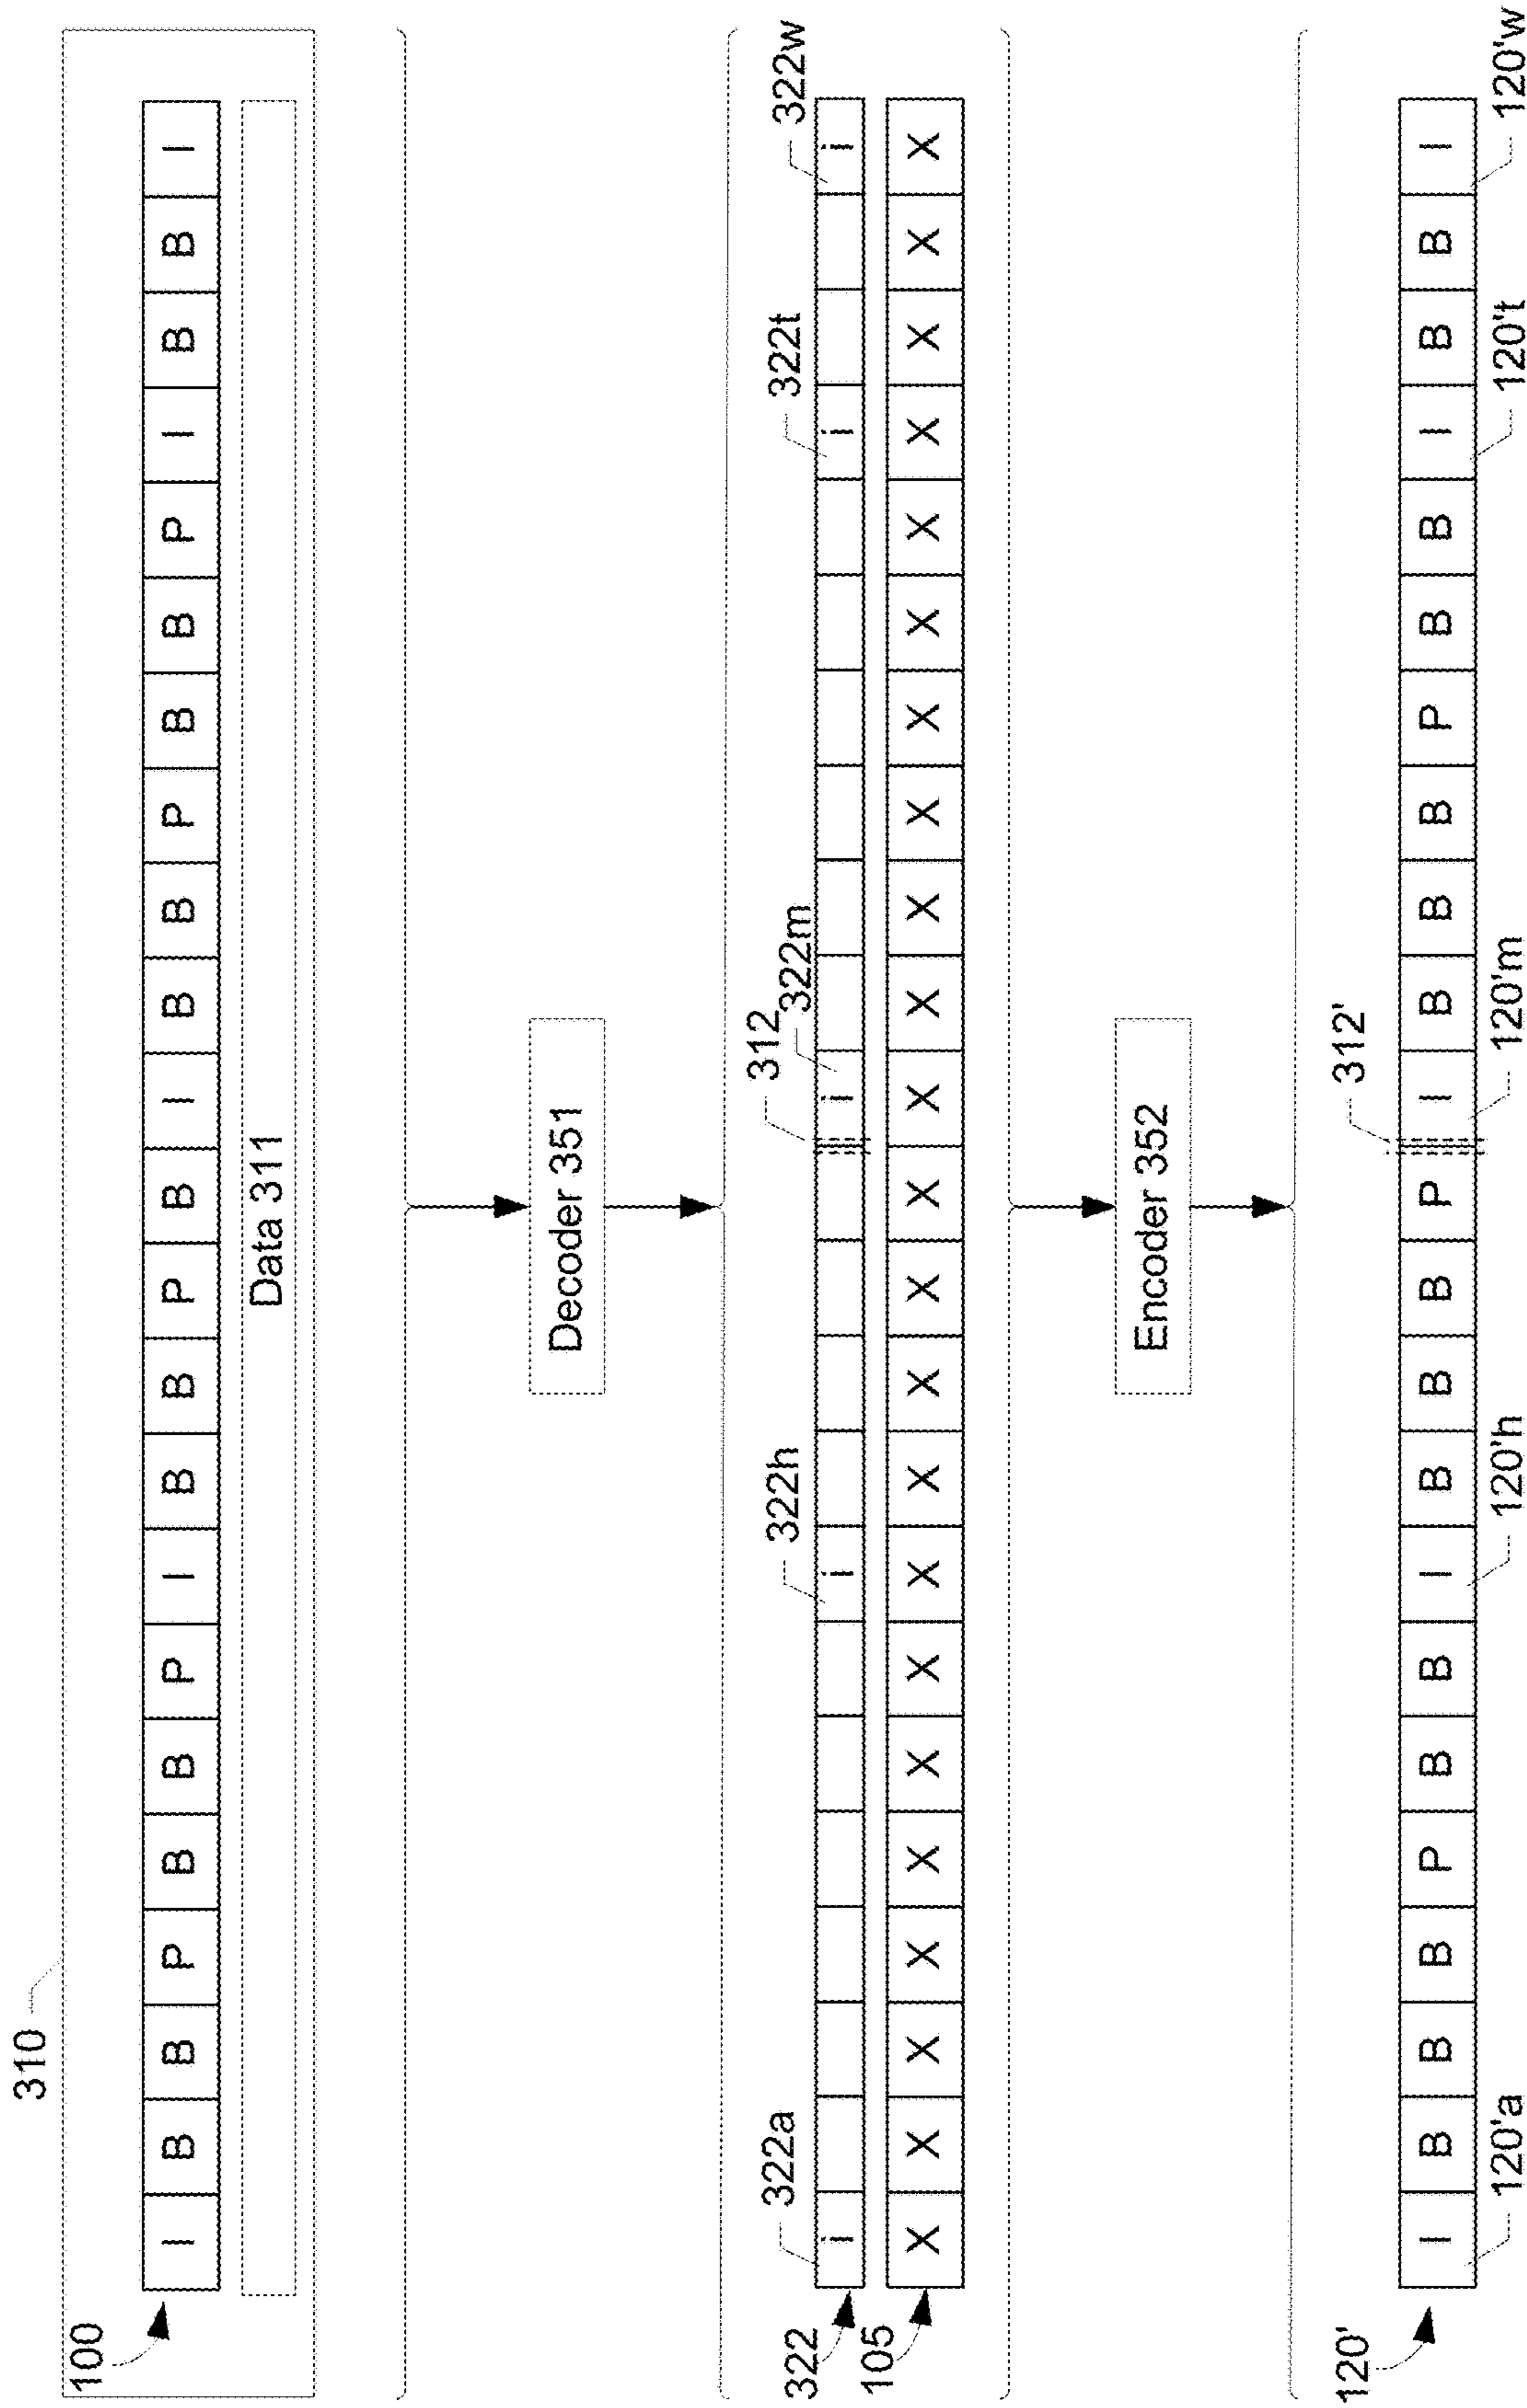 310
100
I B B P B B P I B B P B I B B P B B P I B B I
Data 311
Decoder 351
322a 322h 312 322m 322t 322w
322
i i i i i
105
X X X X X X X X X X X X X X X X X X X X X X X
Encoder 352
312'
120'
I B B B P B B I B B B P I B B B P B B I B B I
120'a 120'h 120'm 120't 120'w